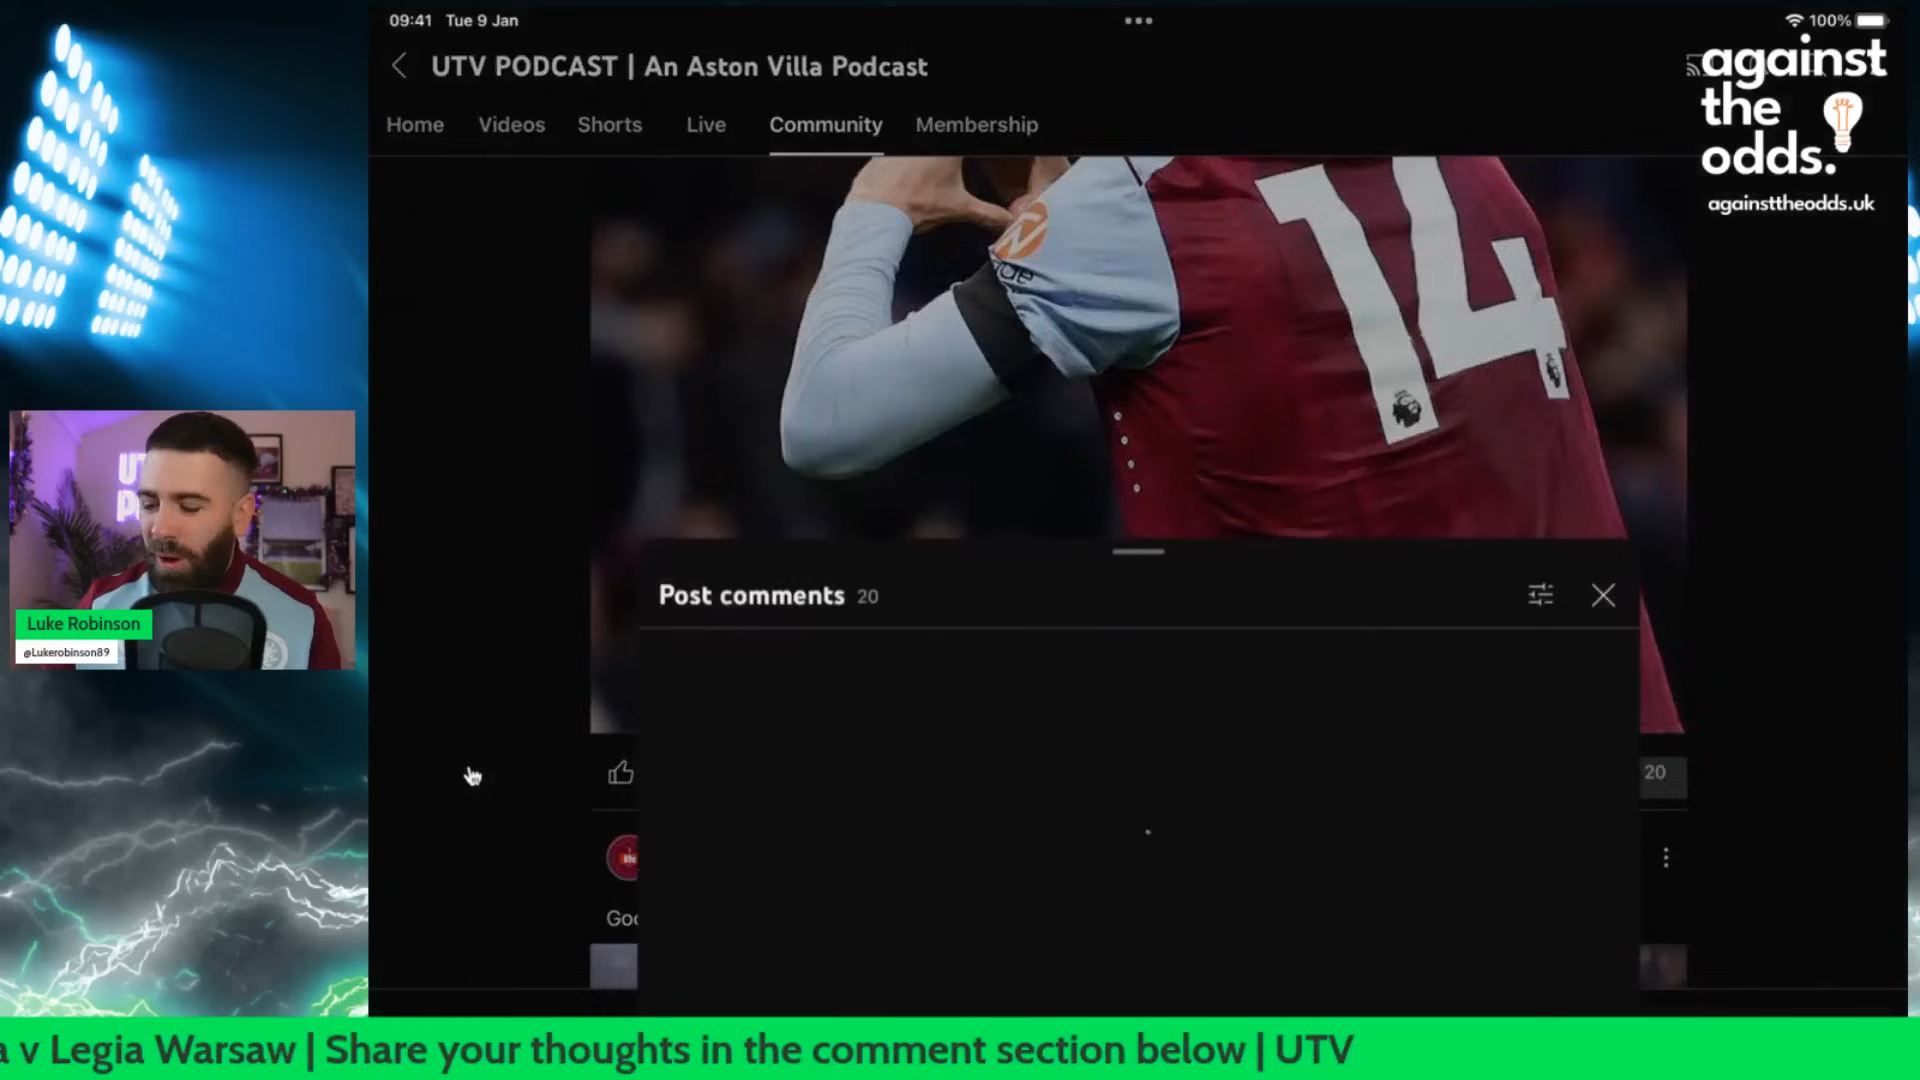 09:41 Tue 9 Jan
100%
UTV PODCAST | An Aston Villa Podcast
Home Videos Shorts Live Community Membership
against
the
odds.
againsttheodds.uk
14
Luke Robinson
@Lukerobinson89
Post comments 20
20
v Legia Warsaw | Share your thoughts in the comment section below | UTV